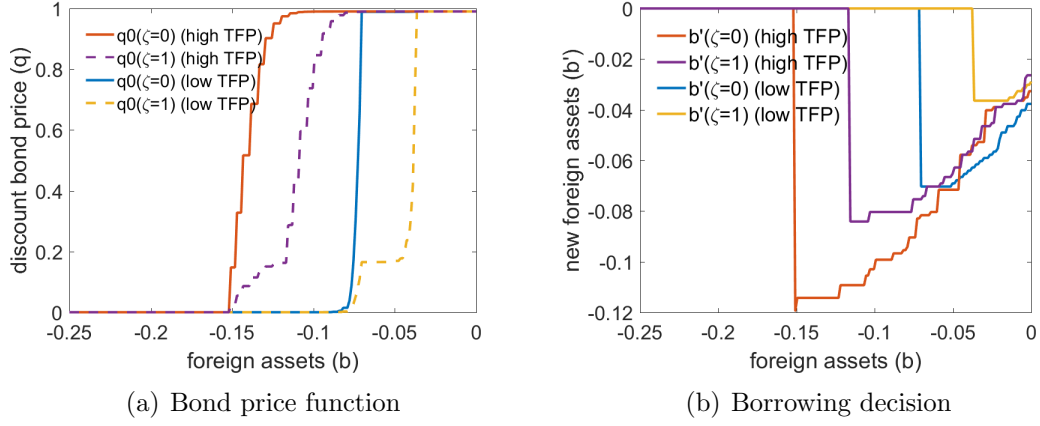 discount bond price (q)
1
0.8
0.6
0.4
0.2
0
q0(ζ=0) (high TFP)
q0(ζ=1) (high TFP)
q0(ζ=0) (low TFP)
q0(ζ=1) (low TFP)
-0.25 -0.2 -0.15 -0.1 -0.05 0
foreign assets (b)
(a) Bond price function
new foreign assets (b')
0
-0.02
-0.04
-0.06
-0.08
-0.1
-0.12
b'(ζ=0) (high TFP)
b'(ζ=1) (high TFP)
b'(ζ=0) (low TFP)
b'(ζ=1) (low TFP)
-0.25 -0.2 -0.15 -0.1 -0.05 0
foreign assets (b)
(b) Borrowing decision